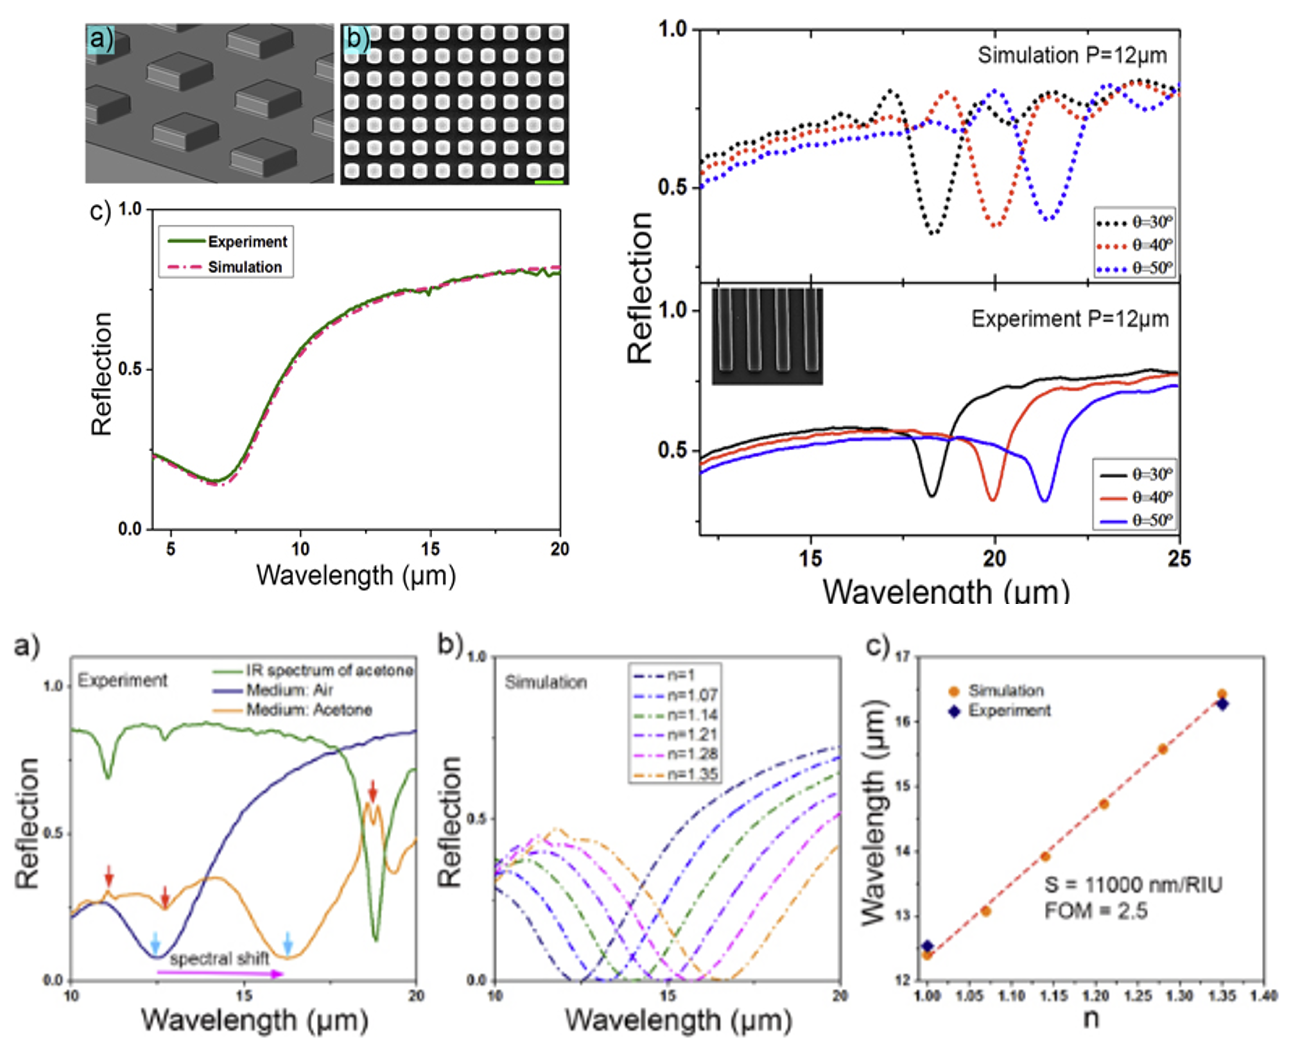 a)
b)
c)
1.0
Experiment
Simulation
0.5
0.0
Reflection
5
10
15
20
Wavelength (μm)
1.0
Simulation P=12μm
0.5
θ=30º
θ=40º
θ=50º
Reflection
1.0
Experiment P=12μm
0.5
θ=30º
θ=40º
θ=50º
15
20
25
Wavelength (μm)
a)
Experiment
IR spectrum of acetone
Medium: Air
Medium: Acetone
1.0
0.5
0.0
Reflection
spectral shift
10
15
20
Wavelength (μm)
b)
1.0
Simulation
n=1
n=1.07
n=1.14
n=1.21
n=1.28
n=1.35
0.5
0.0
Reflection
10
15
20
Wavelength (μm)
c)
17
Simulation
Experiment
16
15
14
13
12
Wavelength (μm)
S = 11000 nm/RIU
FOM = 2.5
1.00
1.05
1.10
1.15
1.20
1.25
1.30
1.35
1.40
n